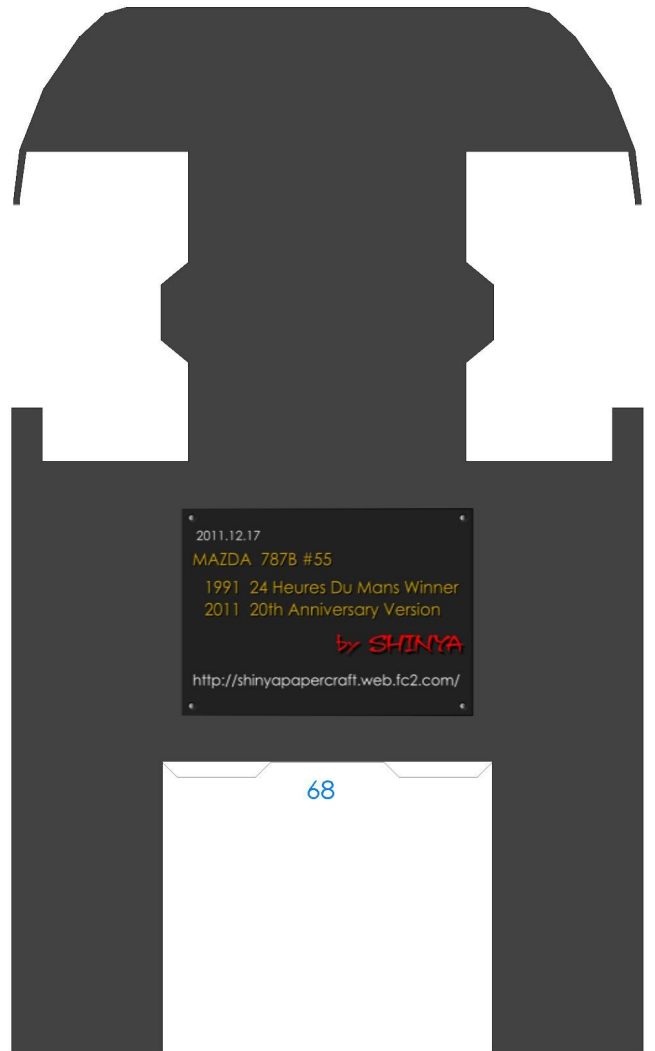 2011.12.17
MAZDA 787B #55
1991 24 Heures Du Mans Winner
2011 20th Anniversary Version
by SHINYA
http://shinyapapercraft.web.fc2.com/
68